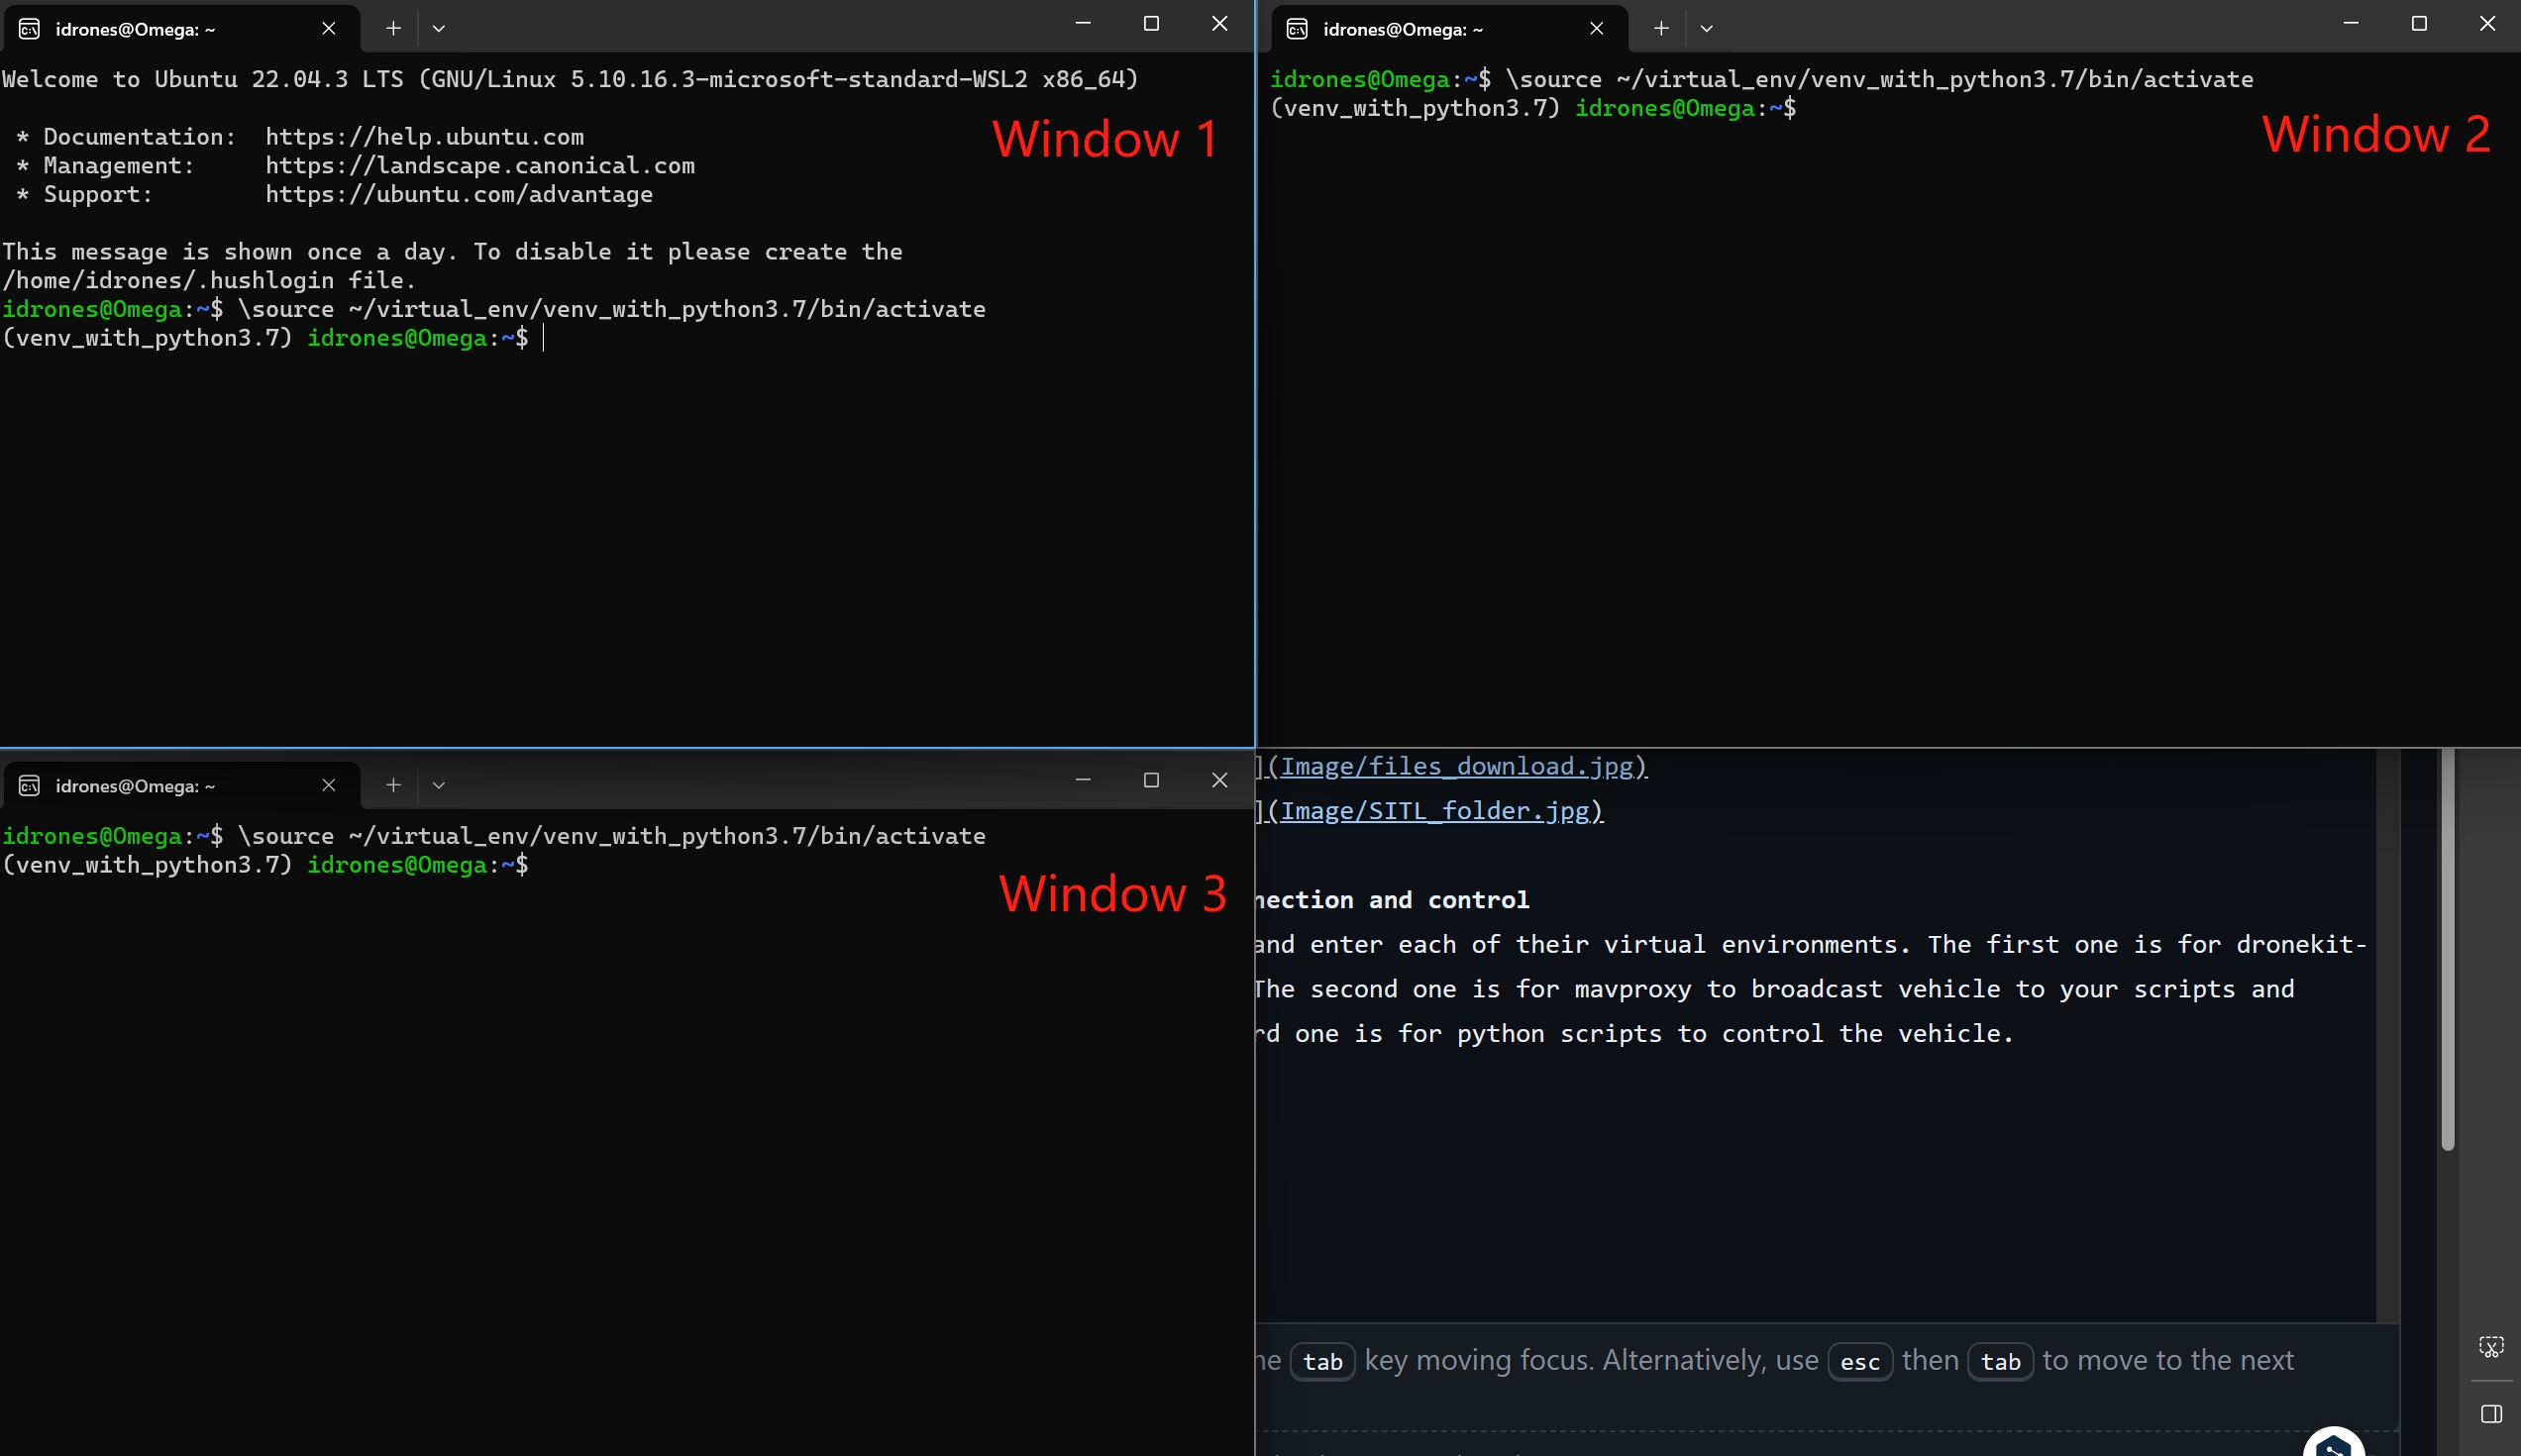 idrones@Omega: ~
Welcome to Ubuntu 22.04.3 LTS (GNU/Linux 5.10.16.3-microsoft-standard-WSL2 x86_64)
* Documentation: https://help.ubuntu.com
* Management: https://landscape.canonical.com
* Support: https://ubuntu.com/advantage
This message is shown once a day. To disable it please create the
/home/idrones/.hushlogin file.
idrones@Omega:~$ \source ~/virtual_env/venv_with_python3.7/bin/activate
(venv_with_python3.7) idrones@Omega:~$
Window 1
idrones@Omega: ~
idrones@Omega:~$ \source ~/virtual_env/venv_with_python3.7/bin/activate
(venv_with_python3.7) idrones@Omega:~$
Window 2
idrones@Omega: ~
idrones@Omega:~$ \source ~/virtual_env/venv_with_python3.7/bin/activate
(venv_with_python3.7) idrones@Omega:~$
Window 3
](Image/files_download.jpg)
](Image/SITL_folder.jpg)
nection and control
and enter each of their virtual environments. The first one is for dronekit-
The second one is for mavproxy to broadcast vehicle to your scripts and
rd one is for python scripts to control the vehicle.
he tab key moving focus. Alternatively, use esc then tab to move to the next